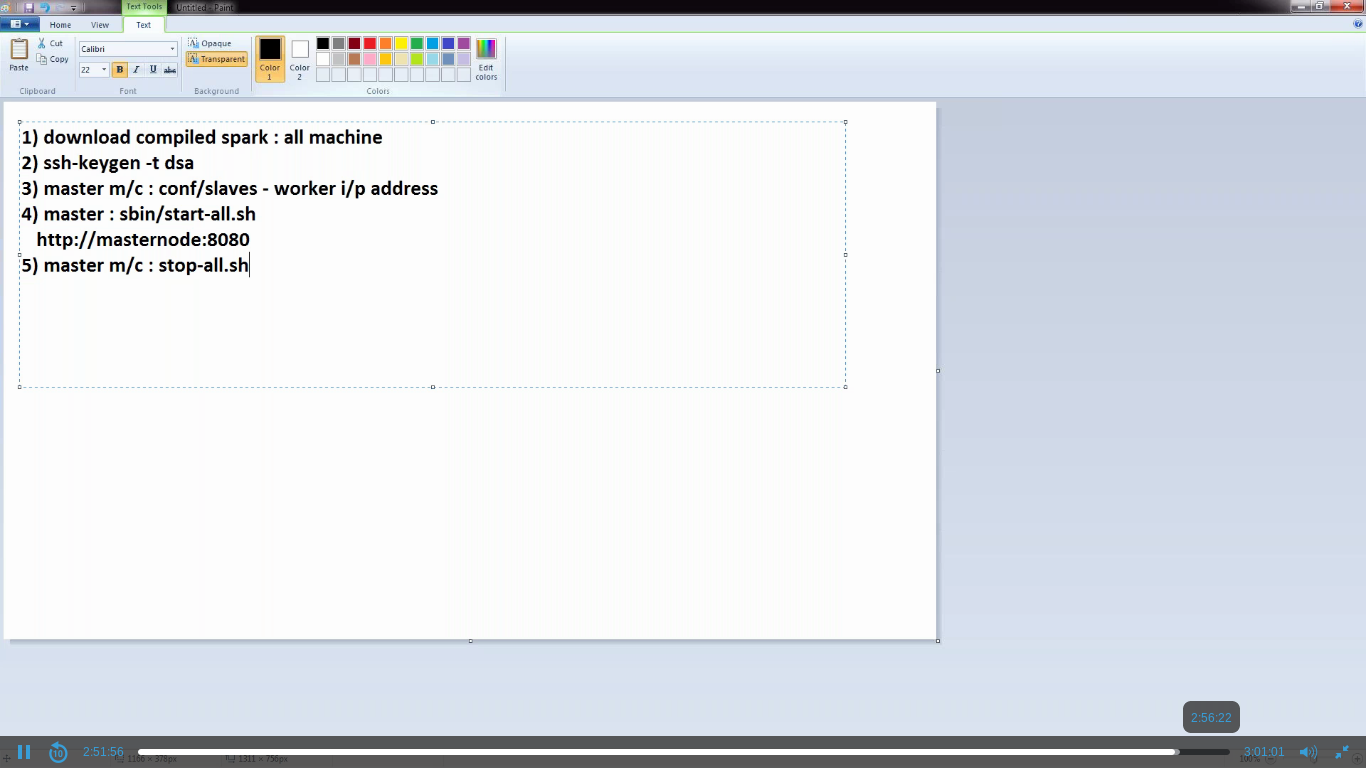 Text Tools
Untitled - Paint
Home
View
Text
Paste
Cut
Copy
Clipboard
Calibri
22
B
I
U
abc
Font
Opaque
Transparent
Background
Color
1
Color
2
Edit
colors
Colors
1) download compiled spark : all machine
2) ssh-keygen -t dsa
3) master m/c : conf/slaves - worker i/p address
4) master : sbin/start-all.sh
http://masternode:8080
5) master m/c : stop-all.sh
2:56:22
10
2:51:56
3:01:01
1186 × 378px
1311 × 756px
100%